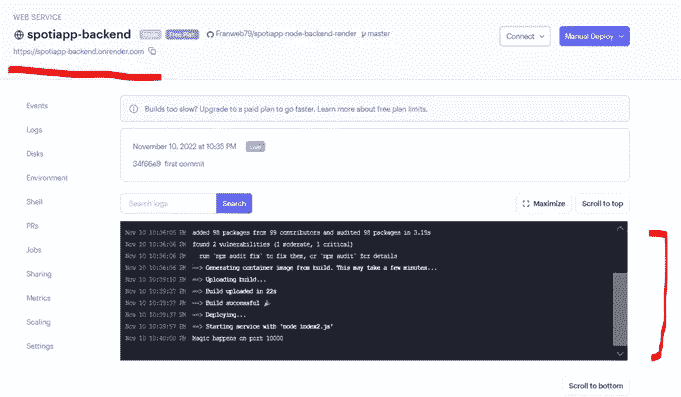 WEB SERVICE
spotiapp-backend Node Free Plan Franweb79/spotiapp-node-backend-render master
https://spotiapp-backend.onrender.com
Connect
Manual Deploy
Events
Logs
Disks
Environment
Shell
PRs
Jobs
Sharing
Metrics
Scaling
Settings
Builds too slow? Upgrade to a paid plan to go faster. Learn more about free plan limits.
November 10, 2022 at 10:35 PM Live
34f66e9 first commit
Search logs Search Maximize Scroll to top
Nov 10 10:36:05 PM added 98 packages from 99 contributors and audited 98 packages in 3.15s
Nov 10 10:36:06 PM found 2 vulnerabilities (1 moderate, 1 critical)
Nov 10 10:36:06 PM run `npm audit fix` to fix them, or `npm audit` for details
Nov 10 10:36:06 PM ==> Generating container image from build. This may take a few minutes...
Nov 10 10:39:10 PM ==> Uploading build...
Nov 10 10:39:27 PM ==> Build uploaded in 22s
Nov 10 10:39:37 PM ==> Build successful 🎉
Nov 10 10:39:37 PM ==> Deploying...
Nov 10 10:39:57 PM ==> Starting service with 'node index2.js'
Nov 10 10:40:00 PM Magic happens on port 10000
Scroll to bottom